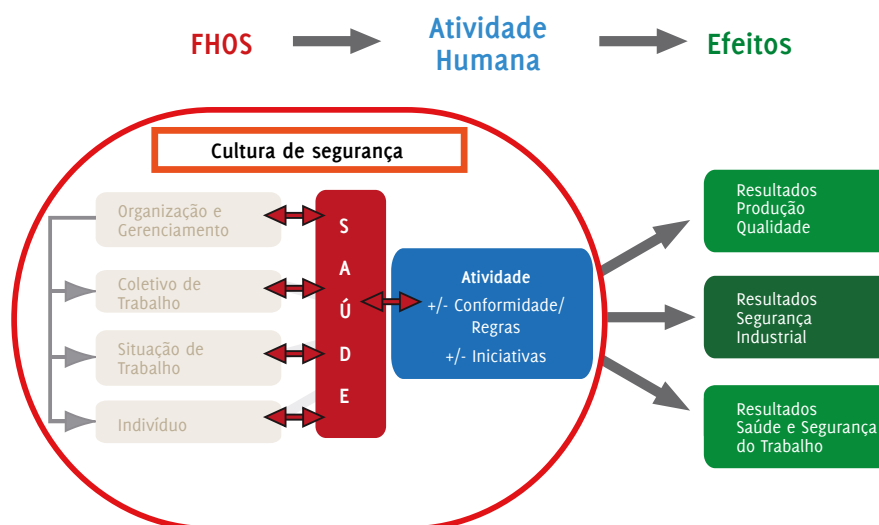 FHOS
Atividade
Humana
Efeitos
Cultura de segurança
Organização e
Gerenciamento
Coletivo de
Trabalho
Situação de
Trabalho
Indivíduo
S
A
Ú
D
E
Atividade
+/- Conformidade/
Regras
+/- Iniciativas
Resultados
Produção
Qualidade
Resultados
Segurança
Industrial
Resultados
Saúde e Segurança
do Trabalho